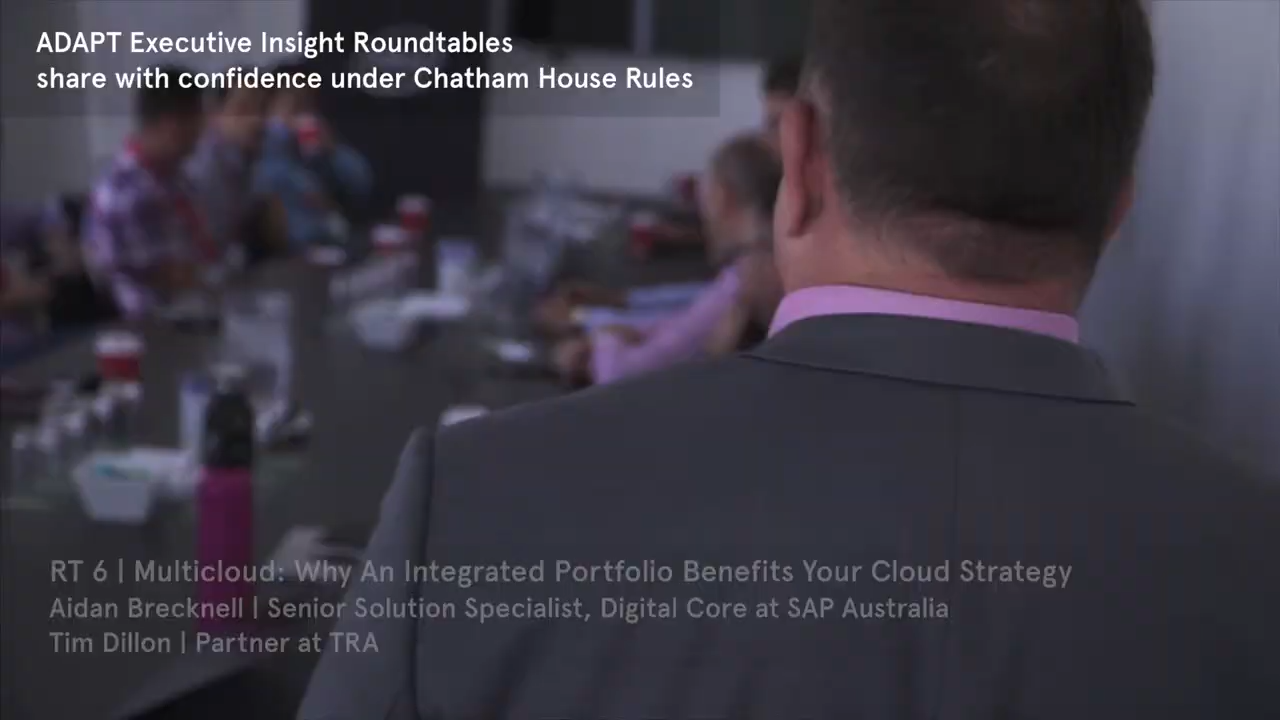 ADAPT Executive Insight Roundtables
share with confidence under Chatham House Rules
RT 6 | Multicloud: Why An Integrated Portfolio Benefits Your Cloud Strategy
Aidan Brecknell | Senior Solution Specialist, Digital Core at SAP Australia
Tim Dillon | Partner at TRA